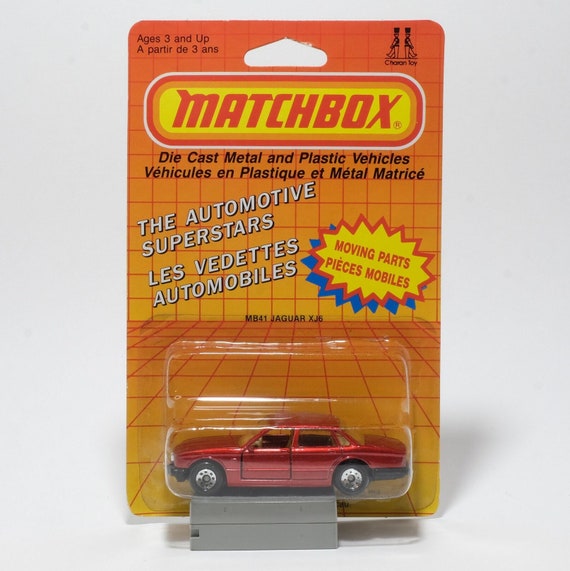 Ages 3 and Up
A partir de 3 ans
Charan Toy
MATCHBOX
®
Die Cast Metal and Plastic Vehicles
Véhicules en Plastique et Métal Matricé
THE AUTOMOTIVE
SUPERSTARS
LES VEDETTES
AUTOMOBILES
MOVING PARTS
PIÈCES MOBILES
MB41 JAGUAR XJ6